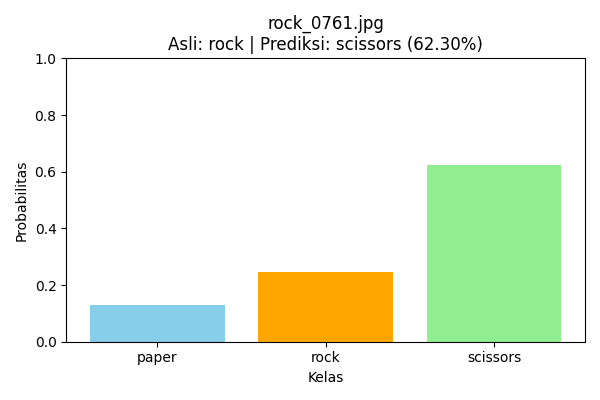 rock_0761.jpg
Asli: rock | Prediksi: scissors (62.30%)
1.0
0.8
0.6
0.4
0.2
0.0
Probabilitas
paper rock scissors
Kelas